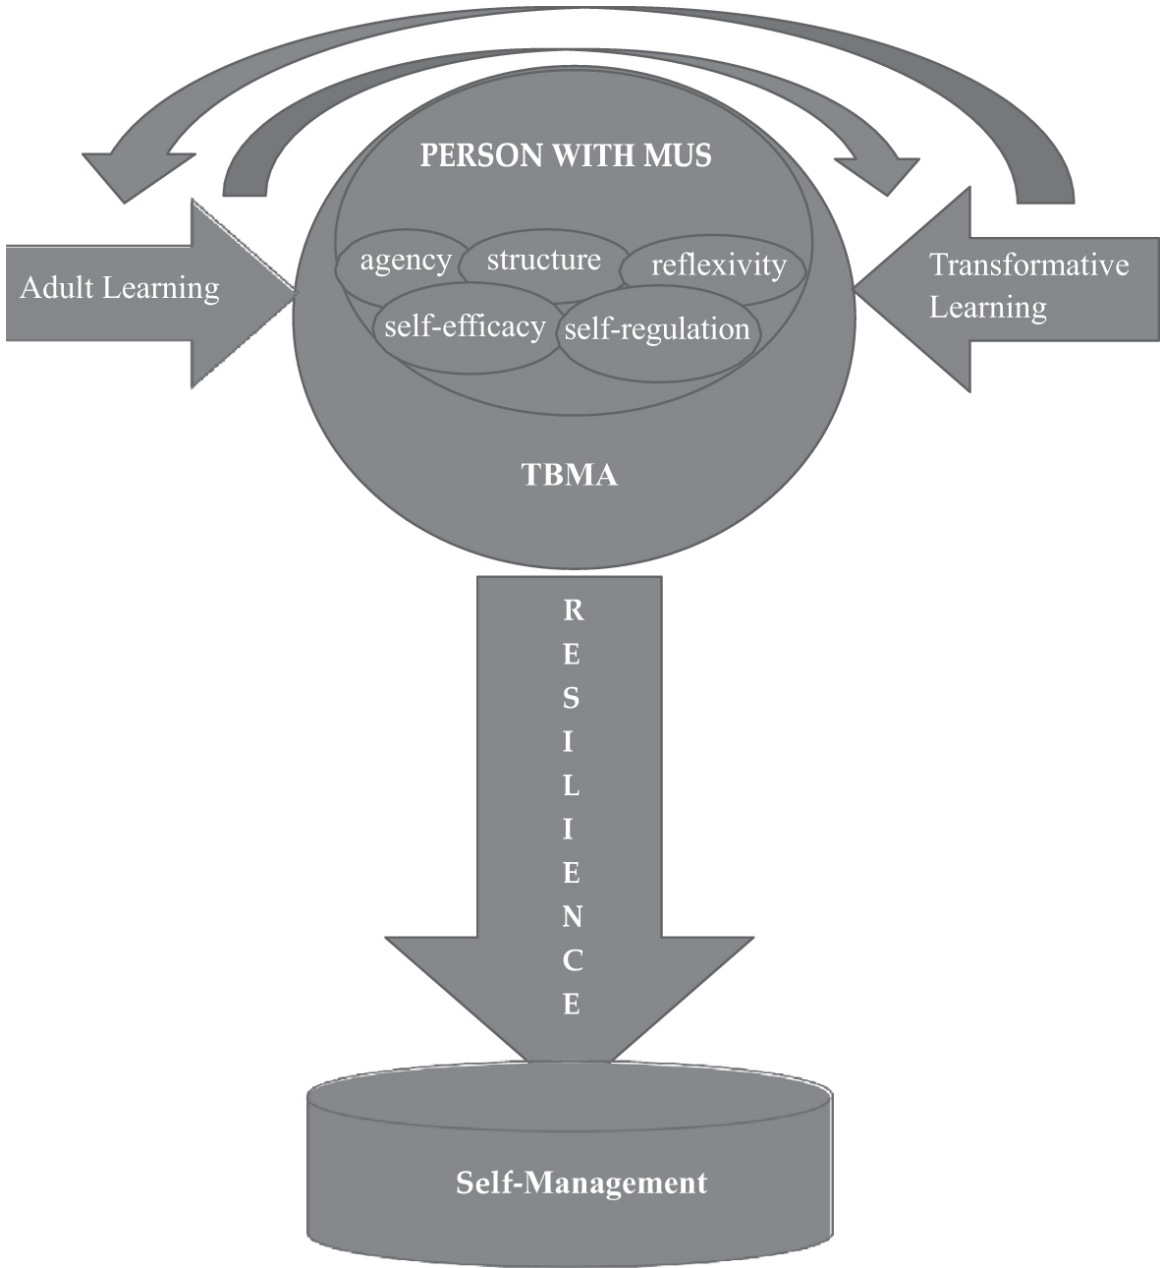 PERSON WITH MUS
agency
structure
reflexivity
self-efficacy
self-regulation
Adult Learning
Transformative
Learning
TBMA
R
E
S
I
L
I
E
N
C
E
Self-Management